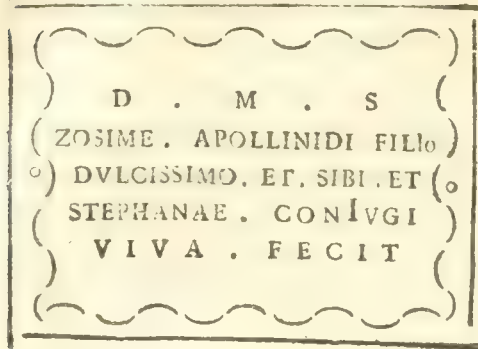 D . M . S
ZOSIME . APOLLINIDI FILIo
DVLCISSIMO . ET . SIBI . ET
STEPHANAE . CONIVGI
VIVA . FECIT